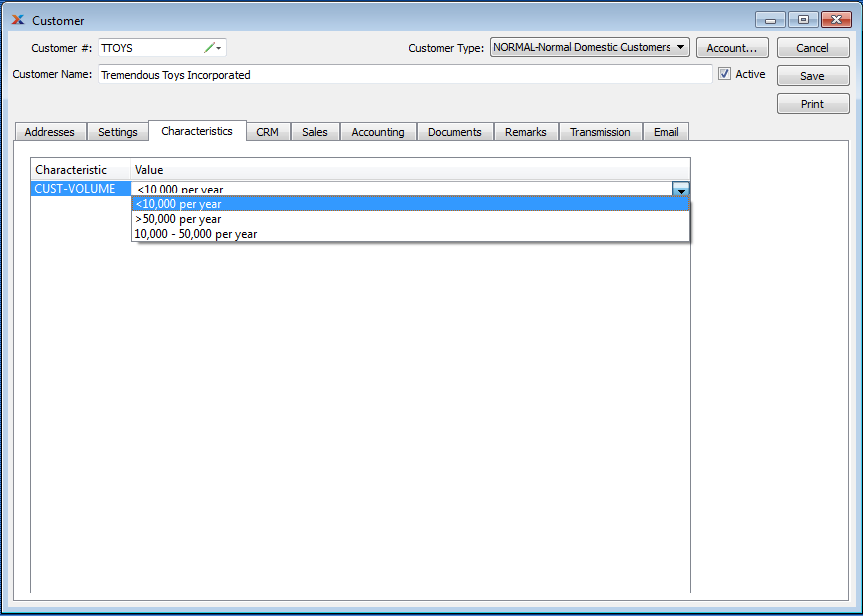 Customer
Customer #: TTOYS Customer Type: NORMAL-Normal Domestic Customers Account... Cancel
Customer Name: Tremendous Toys Incorporated Active Save
Print
Addresses Settings Characteristics CRM Sales Accounting Documents Remarks Transmission Email
Characteristic Value
CUST-VOLUME <10,000 per year
<10,000 per year
>50,000 per year
10,000 - 50,000 per year